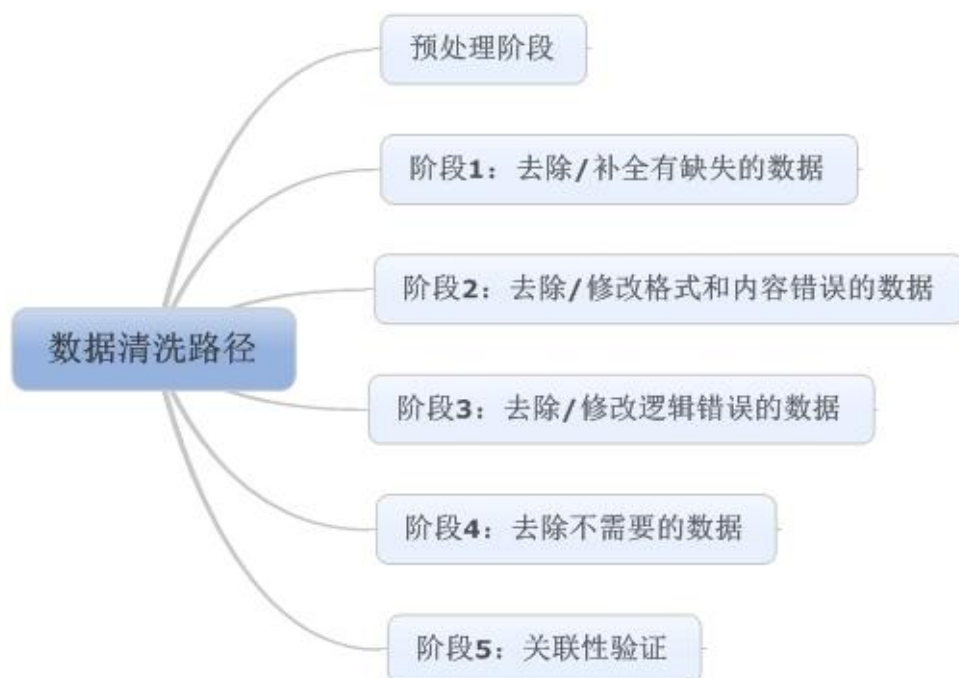 预处理阶段
阶段1：去除/补全有缺失的数据
阶段2：去除/修改格式和内容错误的数据
数据清洗路径
阶段3：去除/修改逻辑错误的数据
阶段4：去除不需要的数据
阶段5：关联性验证